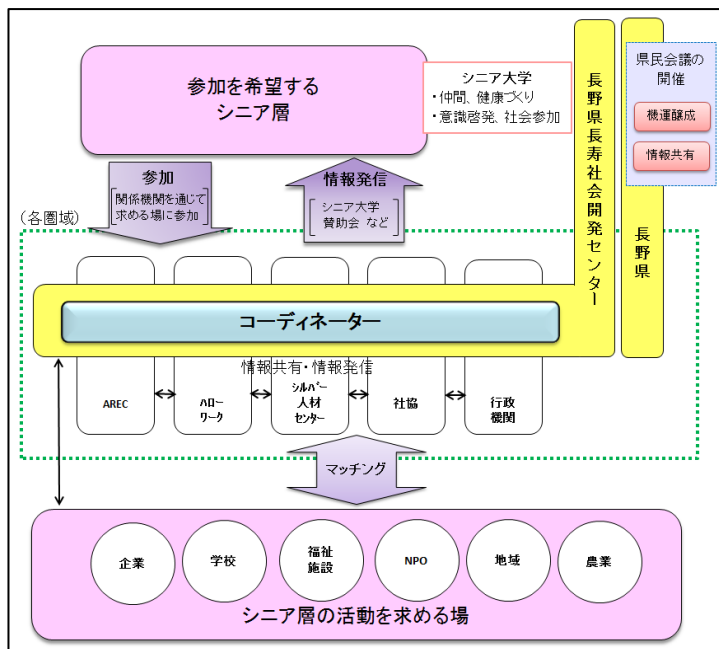 参加を希望する
シニア層
シニア大学
・仲間、健康づくり
・意識啓発、社会参加
長野県長寿社会開発センター
長野県
県民会議の
開催
機運醸成
情報共有
参加
関係機関を通じて
求める場に参加
情報発信
シニア大学
賛助会 など
（各圏域）
コーディネーター
情報共有・情報発信
AREC
ﾊﾛｰ
ﾜｰｸ
ｼﾙﾊﾞｰ
人材
ｾﾝﾀｰ
社協
行政
機関
マッチング
企業
学校
福祉
施設
NPO
地域
農業
シニア層の活動を求める場